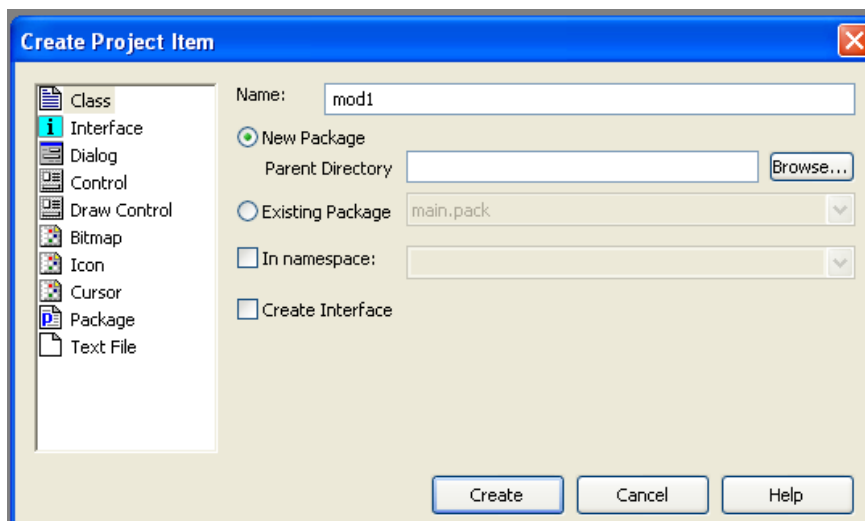 Create Project Item
Class
Interface
Dialog
Control
Draw Control
Bitmap
Icon
Cursor
Package
Text File
Name:
mod1
New Package
Parent Directory
Browse...
Existing Package
main.pack
In namespace:
Create Interface
Create
Cancel
Help